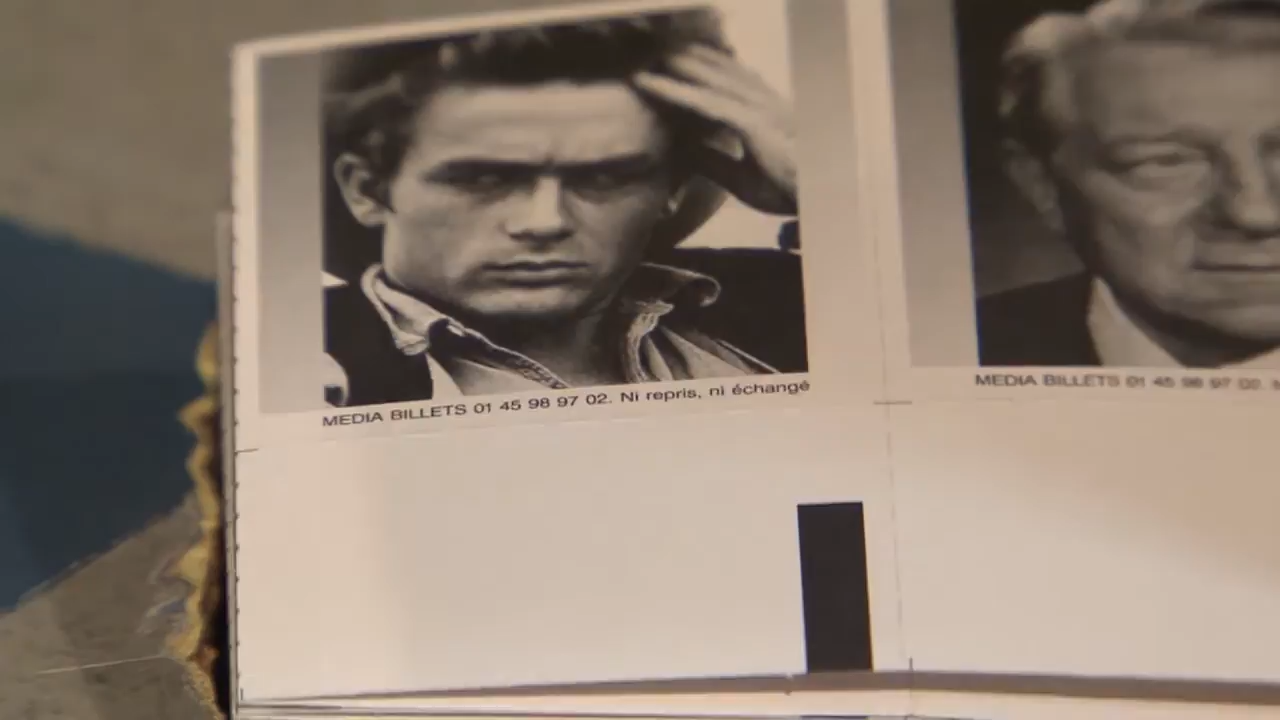 MEDIA BILLETS 01 45 98 97 02. Ni repris, ni échangé
MEDIA BILLETS 01 45 98 97 02.